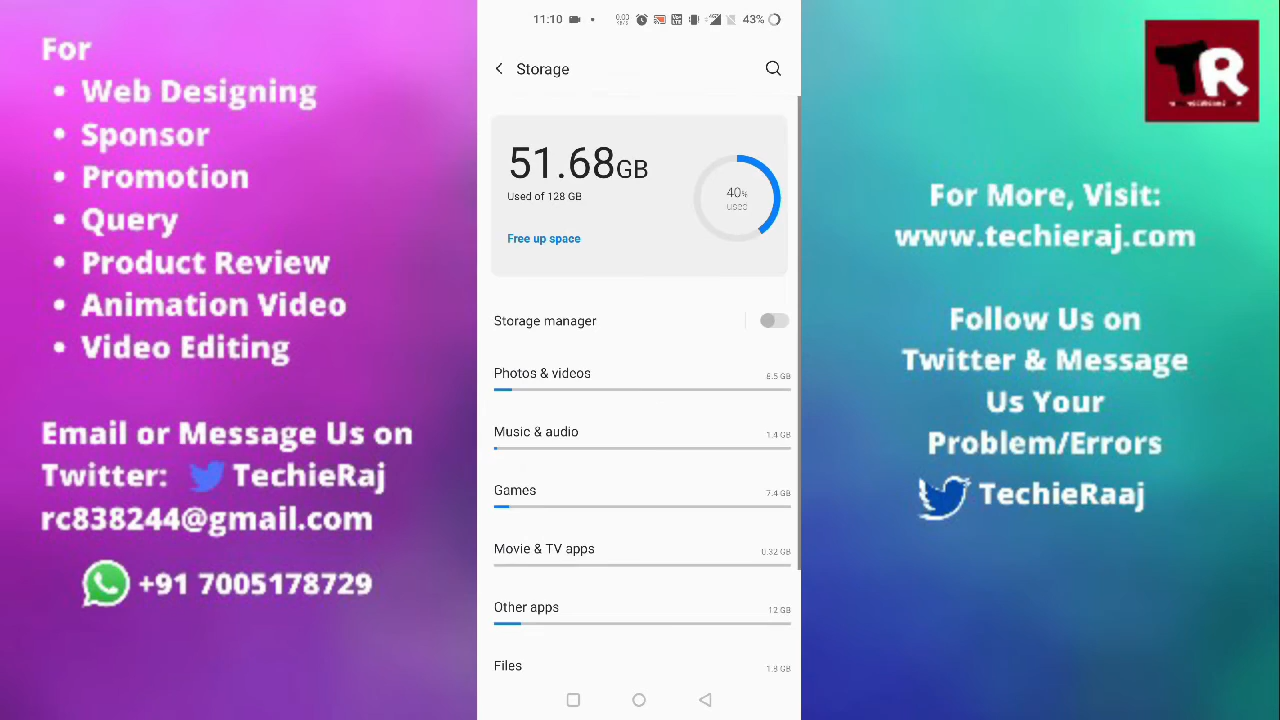 For
• Web Designing
• Sponsor
• Promotion
• Query
• Product Review
• Animation Video
• Video Editing
Email or Message Us on
Twitter: TechieRaj
rc838244@gmail.com
+91 7005178729
11:10
43%
Storage
51.68GB
Used of 128 GB
40%
used
Free up space
Storage manager
Photos & videos
6.5 GB
Music & audio
1.4 GB
Games
7.4 GB
Movie & TV apps
0.32 GB
Other apps
12 GB
Files
TR
For More, Visit:
www.techieraj.com
Follow Us on
Twitter & Message
Us Your
Problem/Errors
TechieRaaj